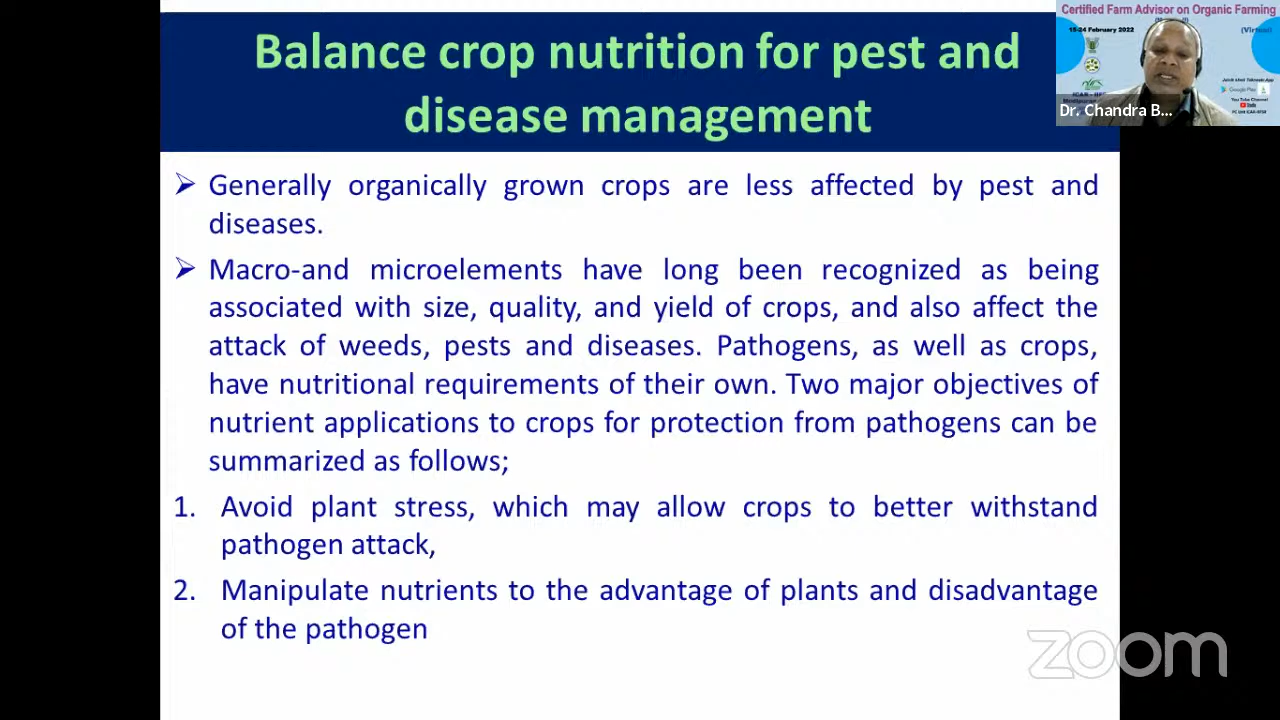 Balance crop nutrition for pest and
disease management
➢ Generally organically grown crops are less affected by pest and
diseases.
➢ Macro-and microelements have long been recognized as being
associated with size, quality, and yield of crops, and also affect the
attack of weeds, pests and diseases. Pathogens, as well as crops,
have nutritional requirements of their own. Two major objectives of
nutrient applications to crops for protection from pathogens can be
summarized as follows;
1. Avoid plant stress, which may allow crops to better withstand
pathogen attack,
2. Manipulate nutrients to the advantage of plants and disadvantage
of the pathogen
Certified Farm Advisor on Organic Farming
15-24 February 2022
(Virtual)
Google Play
You Tube Channel
Dr. Chandra B...
zoom